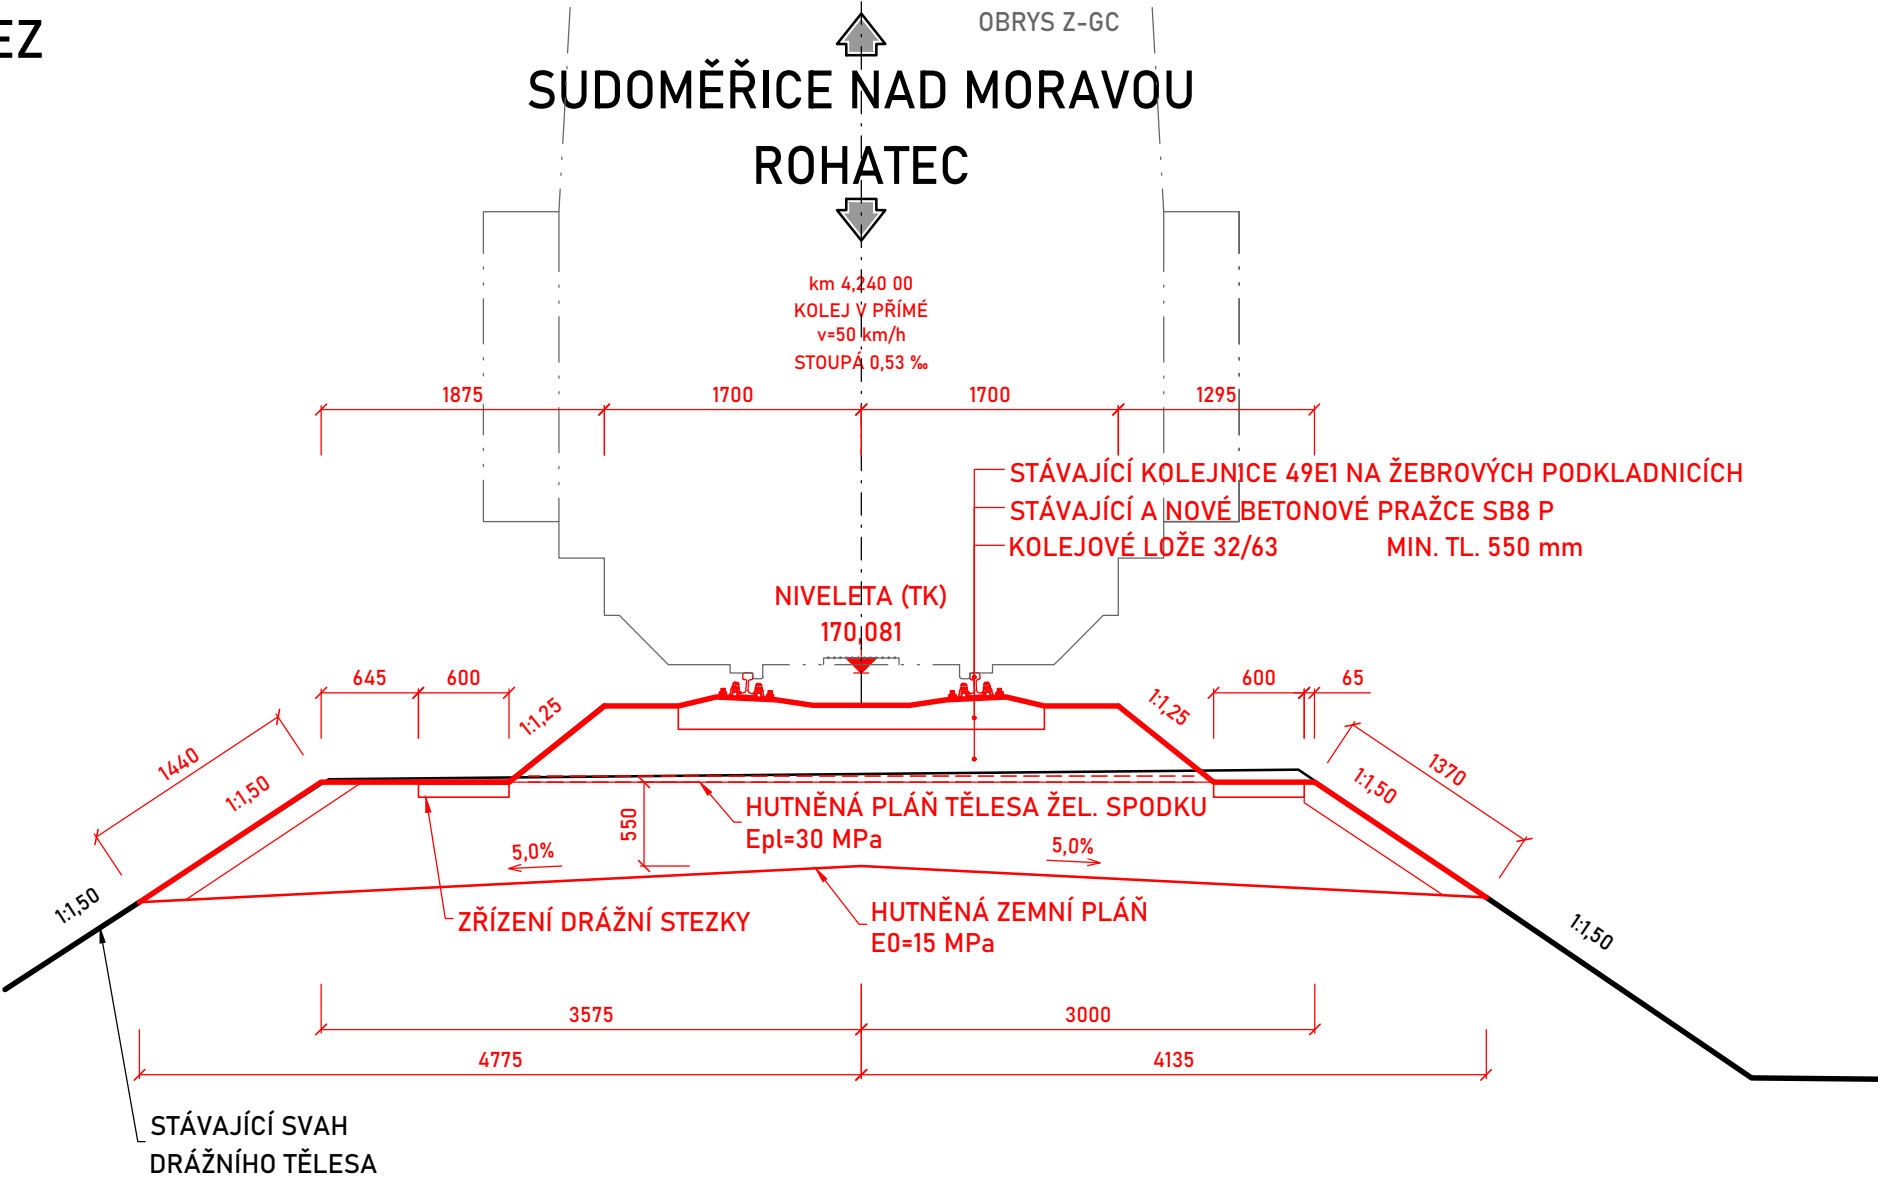 EZ
OBRYS Z-GC
SUDOMĚŘICE NAD MORAVOU
ROHATEC
km 4,240 00
KOLEJ V PŘÍMÉ
v=50 km/h
STOUPÁ 0,53 ‰
1875
1700
1700
1295
STÁVAJÍCÍ KOLEJNICE 49E1 NA ŽEBROVÝCH PODKLADNICÍCH
STÁVAJÍCÍ A NOVÉ BETONOVÉ PRAŽCE SB8 P
KOLEJOVÉ LOŽE 32/63 MIN. TL. 550 mm
NIVELETA (TK)
170,081
645
600
600
65
1:1,25
1:1,25
1440
1:1,50
1:1,50
1370
550
HUTNĚNÁ PLÁŇ TĚLESA ŽEL. SPODKU
Epl=30 MPa
5,0%
5,0%
1:1,50
ZŘÍZENÍ DRÁŽNÍ STEZKY
HUTNĚNÁ ZEMNÍ PLÁŇ
E0=15 MPa
1:1,50
3575
3000
4775
4135
STÁVAJÍCÍ SVAH
DRÁŽNÍHO TĚLESA